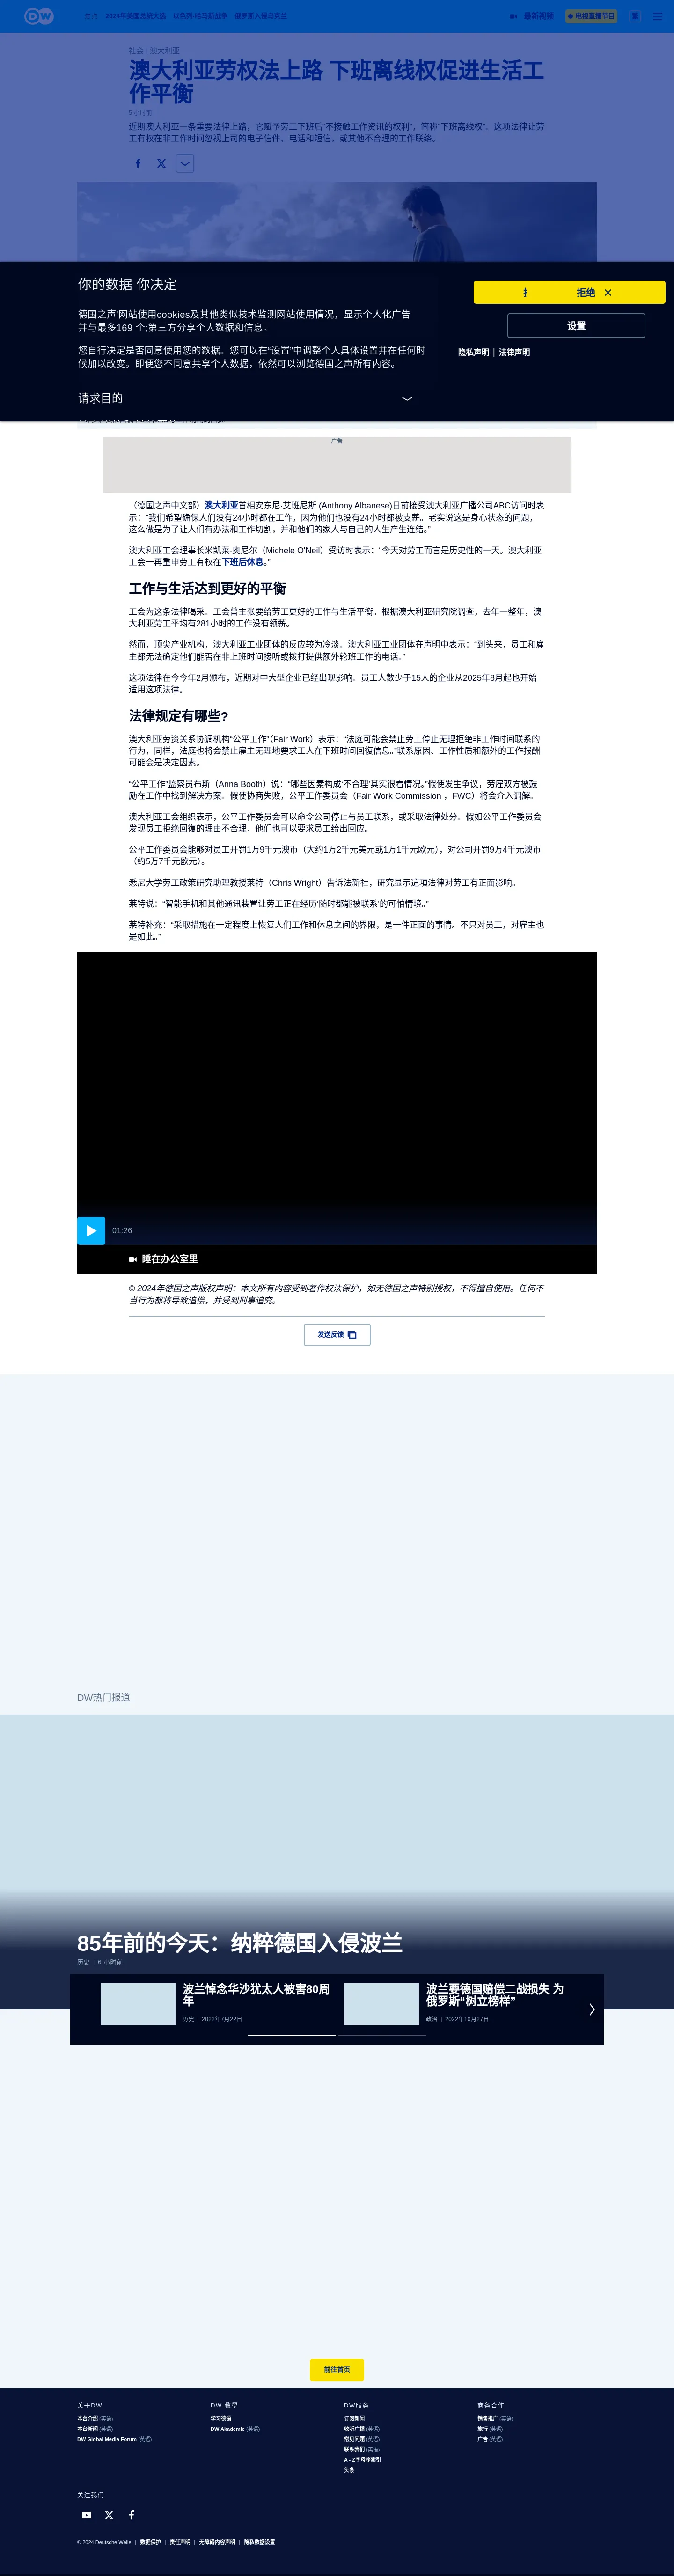 DW
焦点
2024年美国总统大选
以色列-哈马斯战争
俄罗斯入侵乌克兰
最新视频
电视直播节目
繁
社会 | 澳大利亚
澳大利亚劳权法上路 下班离线权促进生活工
作平衡
9 小时前
近期澳大利亚一条重要法律上路，它赋予劳工下班后“不接触工作资讯的权利”，简称“下班离线权”。这项法律让劳
工有权在非工作时间忽视上司的电子信件、电话和短信，或其他不合理的工作联络。
你的数据 你决定
德国之声'网站使用cookies及其他类似技术监测网站使用情况，显示个人化广告
并与最多169 个;第三方分享个人数据和信息。
您自行决定是否同意使用您的数据。您可以在“设置”中调整个人具体设置并在任何时
候加以改变。即便您不同意共享个人数据，依然可以浏览德国之声所有内容。
请求目的
拒绝
设置
隐私声明 | 法律声明
广告
（德国之声中文部）澳大利亚首相安东尼·艾班尼斯 (Anthony Albanese)日前接受澳大利亚广播公司ABC访问时表
示：“我们希望确保人们没有24小时都在工作，因为他们也没有24小时都被支薪。老实说这是身心状态的问题，
这么做是为了让人们有办法和工作切割，并和他们的家人与自己的人生产生连结。”
澳大利亚工会理事长米凯莱·奥尼尔（Michele O'Neil）受访时表示：“今天对劳工而言是历史性的一天。澳大利亚
工会一再重申劳工有权在下班后休息。”
工作与生活达到更好的平衡
工会为这条法律喝采。工会曾主张要给劳工更好的工作与生活平衡。根据澳大利亚研究院调查，去年一整年，澳
大利亚劳工平均有281小时的工作没有领薪。
然而，顶尖产业机构，澳大利亚工业团体的反应较为冷淡。澳大利亚工业团体在声明中表示：“到头来，员工和雇
主都无法确定他们能否在非上班时间接听或拨打提供额外轮班工作的电话。”
这项法律在今今年2月颁布，近期对中大型企业已经出现影响。员工人数少于15人的企业从2025年8月起也开始
适用这项法律。
法律规定有哪些?
澳大利亚劳资关系协调机构“公平工作”（Fair Work）表示：“法庭可能会禁止劳工停止无理拒绝非工作时间联系的
行为，同样，法庭也将会禁止雇主无理地要求工人在下班时间回復信息。”联系原因、工作性质和额外的工作报酬
可能会是决定因素。
“公平工作”监察员布斯（Anna Booth）说：“哪些因素构成‘不合理’其实很看情况。”假使发生争议，劳雇双方被鼓
励在工作中找到解决方案。假使协商失败，公平工作委员会（Fair Work Commission ，FWC）将会介入调解。
澳大利亚工会组织表示，公平工作委员会可以命令公司停止与员工联系，或采取法律处分。假如公平工作委员会
发现员工拒绝回復的理由不合理，他们也可以要求员工给出回应。
公平工作委员会能够对员工开罚1万9千元澳币（大约1万2千元美元或1万1千元欧元），对公司开罚9万4千元澳币
（约5万7千元欧元）。
悉尼大学劳工政策研究助理教授莱特（Chris Wright）告诉法新社，研究显示這項法律对劳工有正面影响。
莱特说：“智能手机和其他通讯装置让劳工正在经历‘随时都能被联系’的可怕情境。”
莱特补充：“采取措施在一定程度上恢复人们工作和休息之间的界限，是一件正面的事情。不只对员工，对雇主也
是如此。”
01:26
睡在办公室里
© 2024年德国之声版权声明：本文所有内容受到著作权法保护，如无德国之声特别授权，不得擅自使用。任何不
当行为都将导致追偿，并受到刑事追究。
发送反馈
DW热门报道
85年前的今天：纳粹德国入侵波兰
历史 | 6 小时前
波兰悼念华沙犹太人被害80周
年
历史 | 2022年7月22日
波兰要德国赔偿二战损失 为
俄罗斯“树立榜样”
政治 | 2022年10月27日
前往首页
关于DW
本台介绍 (英语)
本台新闻 (英语)
DW Global Media Forum (英语)
DW 教學
学习德语
DW Akademie (英语)
DW服务
订阅新闻
收听广播 (英语)
常见问题 (英语)
联系我们 (英语)
A - Z字母序索引
头条
商务合作
销售推广 (英语)
旅行 (英语)
广告 (英语)
关注我们
© 2024 Deutsche Welle | 数据保护 | 责任声明 | 无障碍内容声明 | 隐私数据设置